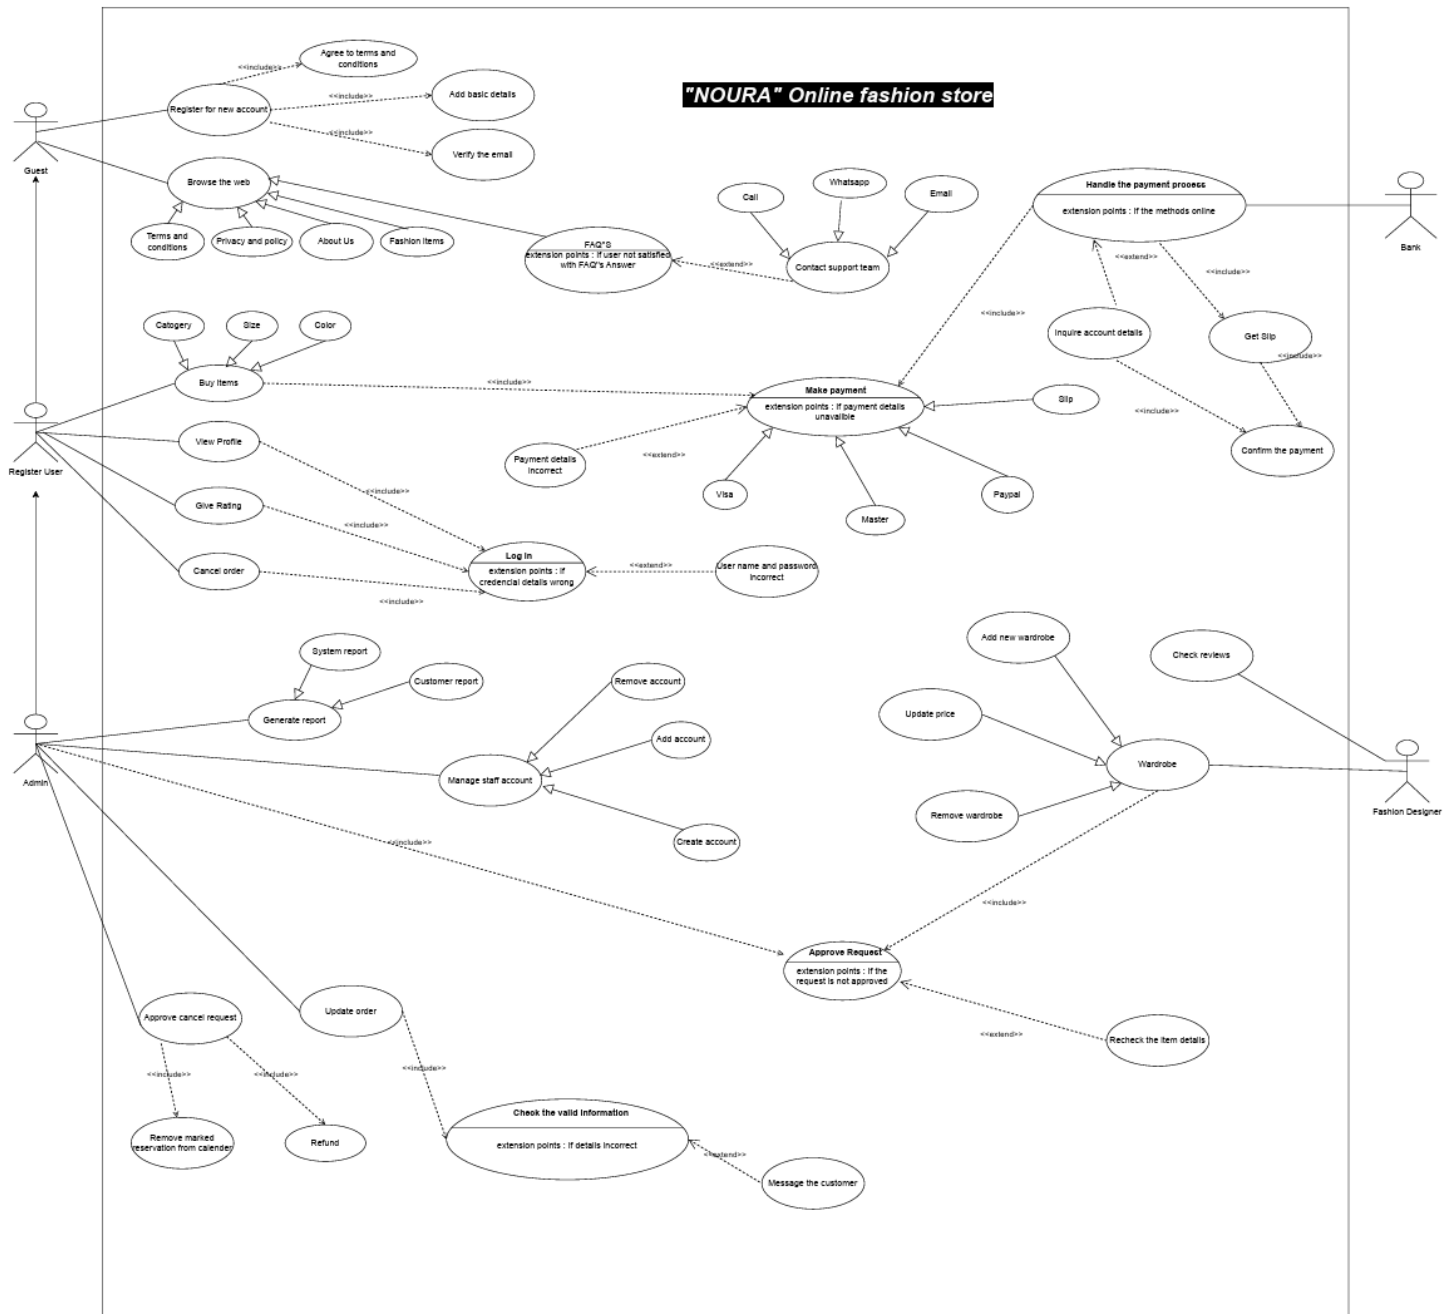 Agree to terms and
conditions
<<include>>
"NOURA" Online fashion store
Register for new account
<<include>>
Add basic details
<<include>>
Verify the email
Guest
Browse the web
Terms and
conditions
Privacy and policy
About Us
Fashion Items
FAQ"S
extension points : If user not satisfied
with FAQ"s Answer
<<extend>>
Call
Whatsapp
Email
Contact support team
Handle the payment process
extension points : If the methods online
Bank
<<extend>>
<<include>>
<<include>>
Inquire account details
Get Slip
<<include>>
<<include>>
Confirm the payment
Catogery
Size
Color
Buy Items
<<include>>
Make payment
extension points : If payment details
unavailble
Slip
Register User
View Profile
Payment details
Incorrect
<<extend>>
Visa
Master
Paypal
<<include>>
Give Rating
<<include>>
Cancel order
<<include>>
Log In
extension points : If
credencial details wrong
<<extend>>
User name and password
Incorrect
System report
Customer report
Generate report
Admin
Remove account
Add account
Manage staff account
Create account
<<include>>
Add new wardrobe
Check reviews
Update price
Wardrobe
Remove wardrobe
Fashion Designer
<<include>>
Approve Request
extension points : If the
request is not approved
<<extend>>
Recheck the Item details
Approve cancel request
Update order
<<include>>
<<include>>
<<include>>
Remove marked
reservation from calender
Refund
Check the valid Information
extension points : If details Incorrect
<<extend>>
Message the customer